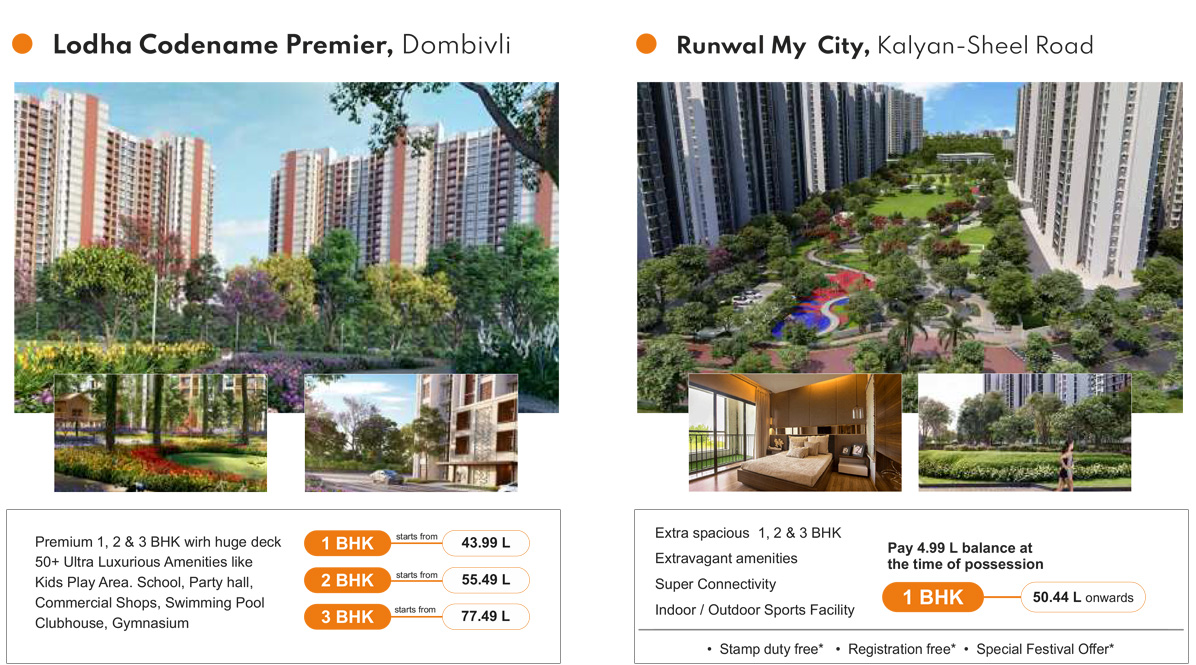 Lodha Codename Premier, Dombivli
Premium 1, 2 & 3 BHK wirh huge deck
50+ Ultra Luxurious Amenities like
Kids Play Area. School, Party hall,
Commercial Shops, Swimming Pool
Clubhouse, Gymnasium
1 BHK starts from 43.99 L
2 BHK starts from 55.49 L
3 BHK starts from 77.49 L
Runwal My City, Kalyan-Sheel Road
Extra spacious 1, 2 & 3 BHK
Extravagant amenities
Super Connectivity
Indoor / Outdoor Sports Facility
Pay 4.99 L balance at
the time of possession
1 BHK 50.44 L onwards
• Stamp duty free* • Registration free* • Special Festival Offer*